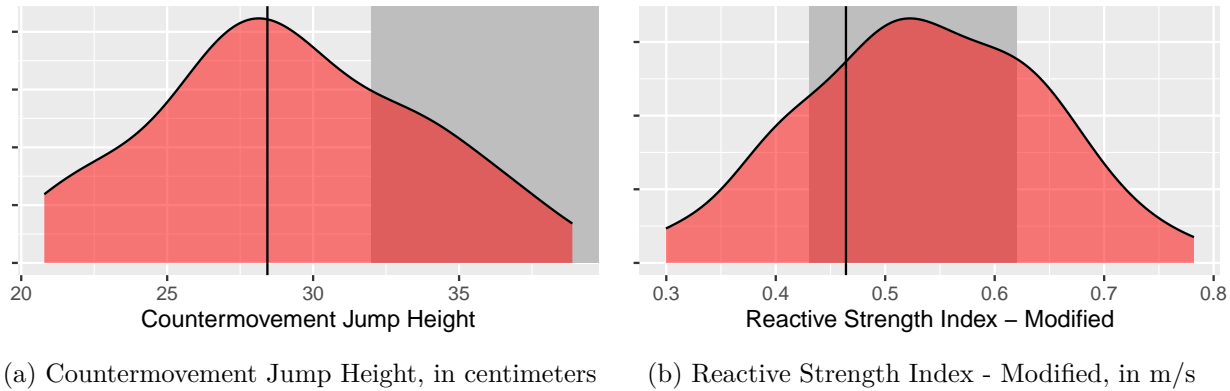 20 25 30 35
Countermovement Jump Height
(a) Countermovement Jump Height, in centimeters
0.3 0.4 0.5 0.6 0.7 0.8
Reactive Strength Index − Modified
(b) Reactive Strength Index - Modified, in m/s